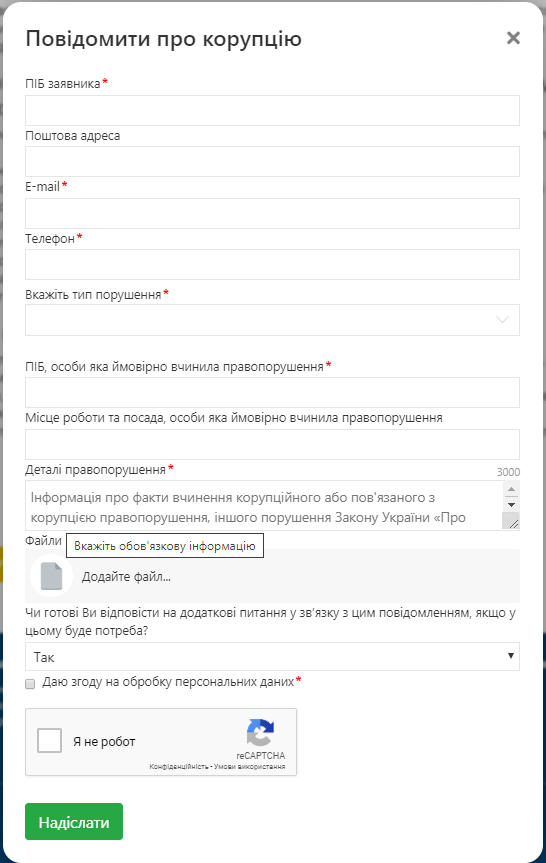 Повідомити про корупцію
ПІБ заявника*
Поштова адреса
E-mail*
Телефон*
Вкажіть тип порушення*
ПІБ, особи яка ймовірно вчинила правопорушення*
Місце роботи та посада, особи яка ймовірно вчинила правопорушення
Деталі правопорушення*
3000
Інформація про факти вчинення корупційного або пов'язаного з
корупцією правопорушення, іншого порушення Закону України «Про
Файли
Вкажіть обов'язкову інформацію
Додайте файл...
Чи готові Ви відповісти на додаткові питання у зв'язку з цим повідомленням, якщо у
цьому буде потреба?
Так
Даю згоду на обробку персональних даних*
Я не робот
reCAPTCHA
Конфіденційність - Умови використання
Надіслати